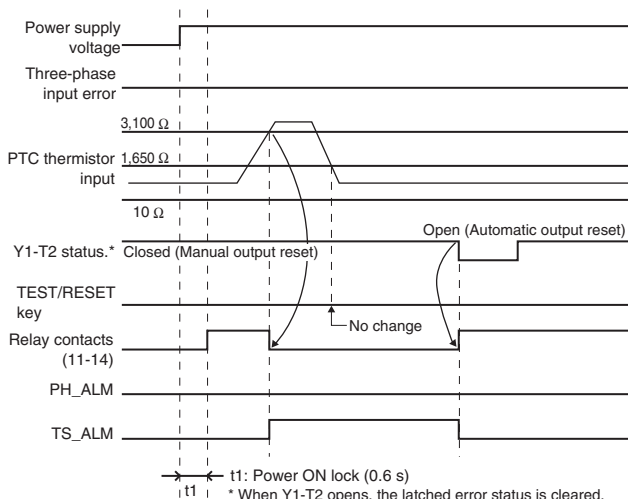 Power supply
voltage
Three-phase
input error
3,100 Ω
PTC thermistor
input
1,650 Ω
10 Ω
Open (Automatic output reset)
Y1-T2 status.* Closed (Manual output reset)
TEST/RESET
key
No change
Relay contacts
(11-14)
PH_ALM
TS_ALM
t1
t1: Power ON lock (0.6 s)
* When Y1-T2 opens, the latched error status is cleared.